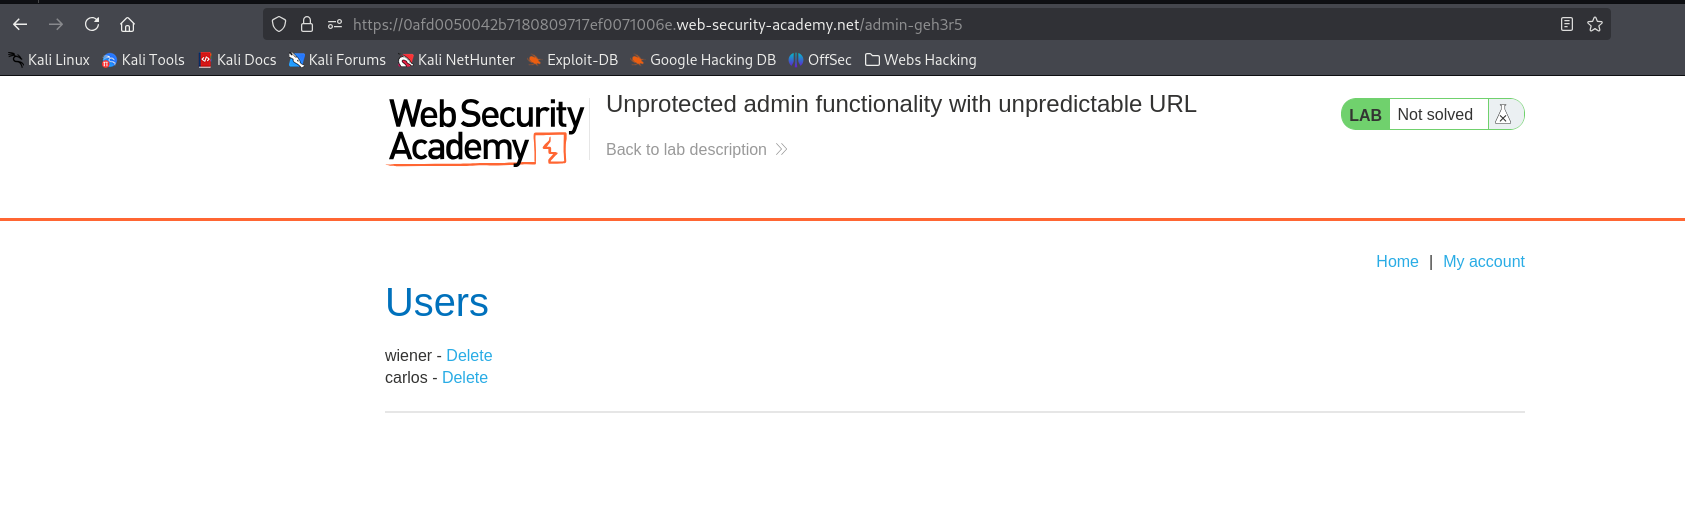 https://0afd0050042b7180809717ef0071006e.web-security-academy.net/admin-geh3r5
Kali Linux Kali Tools Kali Docs Kali Forums Kali NetHunter Exploit-DB Google Hacking DB OffSec Webs Hacking
Web Security Academy
Unprotected admin functionality with unpredictable URL
Back to lab description
LAB Not solved
Home | My account
Users
wiener - Delete
carlos - Delete